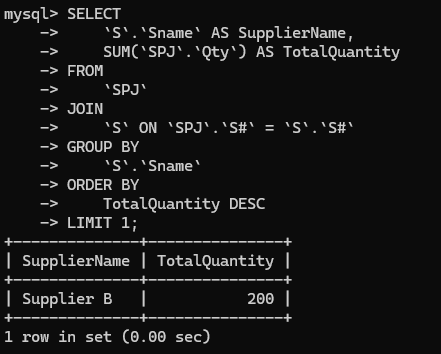 mysql> SELECT
    ->     `S`.`Sname` AS SupplierName,
    ->     SUM(`SPJ`.`Qty`) AS TotalQuantity
    -> FROM
    ->     `SPJ`
    -> JOIN
    ->     `S` ON `SPJ`.`S#` = `S`.`S#`
    -> GROUP BY
    ->     `S`.`Sname`
    -> ORDER BY
    ->     TotalQuantity DESC
    -> LIMIT 1;
+--------------+---------------+
| SupplierName | TotalQuantity |
+--------------+---------------+
| Supplier B   |           200 |
+--------------+---------------+
1 row in set (0.00 sec)